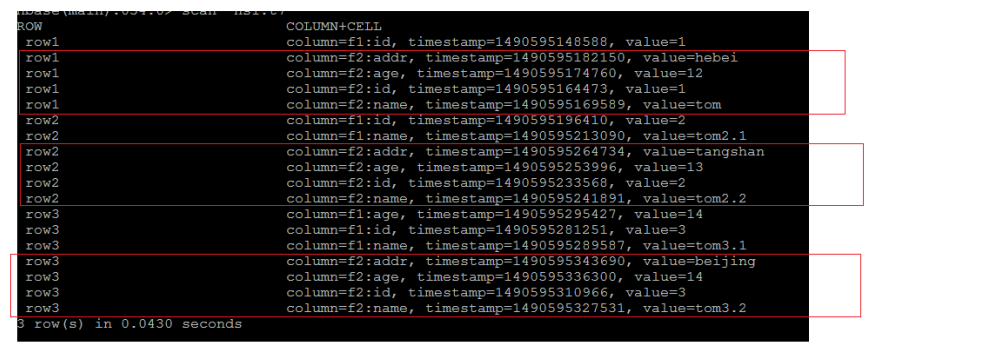 ROW COLUMN+CELL
row1 column=f1:id, timestamp=1490595148588, value=1
row1 column=f2:addr, timestamp=1490595182150, value=hebei
row1 column=f2:age, timestamp=1490595174760, value=12
row1 column=f2:id, timestamp=1490595164473, value=1
row1 column=f2:name, timestamp=1490595169589, value=tom
row2 column=f1:id, timestamp=1490595196410, value=2
row2 column=f1:name, timestamp=1490595213090, value=tom2.1
row2 column=f2:addr, timestamp=1490595264734, value=tangshan
row2 column=f2:age, timestamp=1490595253996, value=13
row2 column=f2:id, timestamp=1490595233568, value=2
row2 column=f2:name, timestamp=1490595241891, value=tom2.2
row3 column=f1:age, timestamp=1490595295427, value=14
row3 column=f1:id, timestamp=1490595281251, value=3
row3 column=f1:name, timestamp=1490595289587, value=tom3.1
row3 column=f2:addr, timestamp=1490595343690, value=beijing
row3 column=f2:age, timestamp=1490595336300, value=14
row3 column=f2:id, timestamp=1490595310966, value=3
row3 column=f2:name, timestamp=1490595327531, value=tom3.2
3 row(s) in 0.0430 seconds